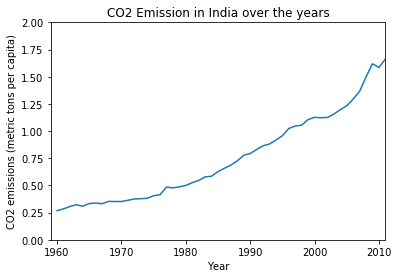 CO2 Emission in India over the years
CO2 emissions (metric tons per capita)
2.00
1.75
1.50
1.25
1.00
0.75
0.50
0.25
0.00
1960 1970 1980 1990 2000 2010
Year